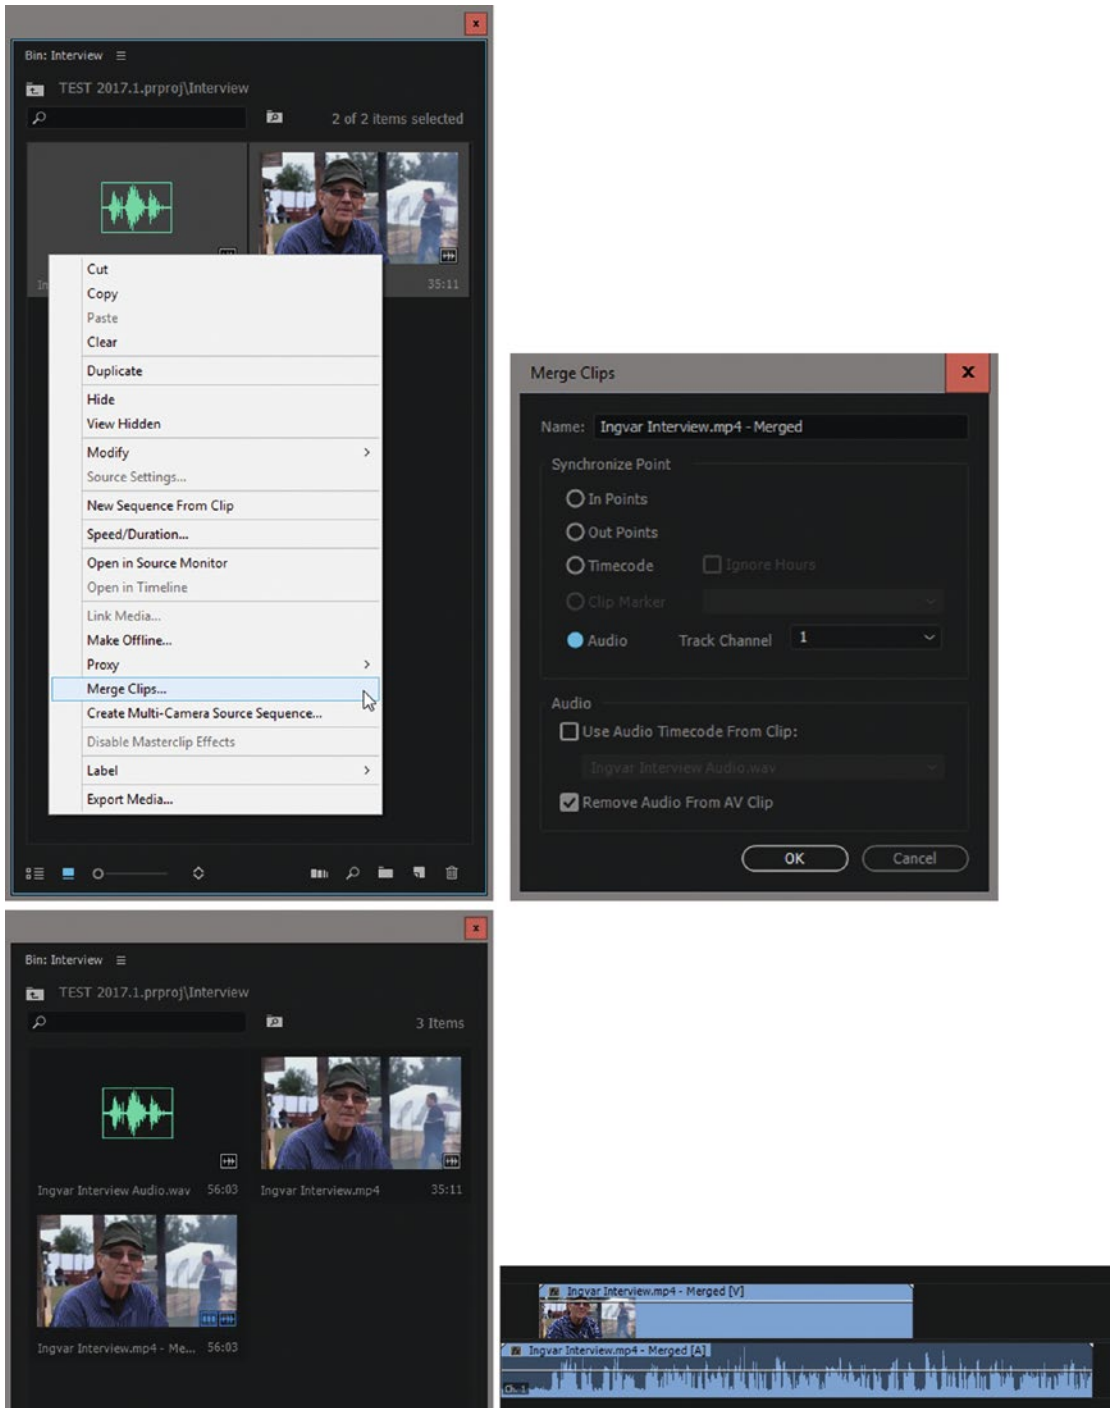 x
Bin: Interview
TEST 2017.1.prproj\Interview
2 of 2 items selected
In
35:11
Cut
Copy
Paste
Clear
Duplicate
Hide
View Hidden
Modify
Source Settings...
New Sequence From Clip
Speed/Duration...
Open in Source Monitor
Open in Timeline
Link Media...
Make Offline...
Proxy
Merge Clips...
Create Multi-Camera Source Sequence...
Disable Masterclip Effects
Label
Export Media...
Merge Clips
x
Name: Ingvar Interview.mp4 - Merged
Synchronize Point
In Points
Out Points
Timecode Ignore Hours
Clip Marker
Audio Track Channel 1
Audio
Use Audio Timecode From Clip:
Ingvar Interview Audio.wav
Remove Audio From AV Clip
OK Cancel
x
Bin: Interview
TEST 2017.1.prproj\Interview
3 Items
Ingvar Interview Audio.wav 56:03 Ingvar Interview.mp4 35:11
Ingvar Interview.mp4 - Me... 56:03
fx Ingvar Interview.mp4 - Merged [V]
fx Ingvar Interview.mp4 - Merged [A]
Ch. 1